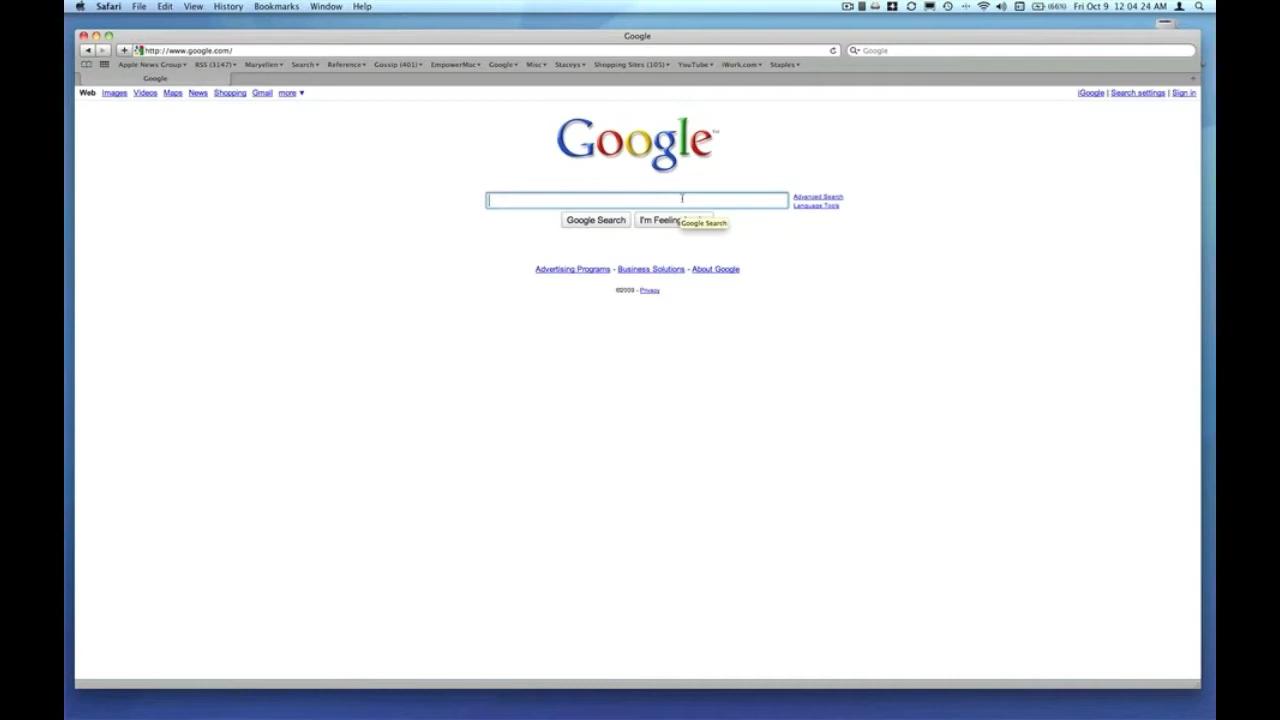 Safari File Edit View History Bookmarks Window Help (66%) Fri Oct 9 12 04 24 AM
Google
http://www.google.com/ Google
Apple News Group RSS (3147) Maryellen Search Reference Gossip (401) EmpowerMac Google Misc Staceys Shopping Sites (105) YouTube iWork.com Staples
Google
Web Images Videos Maps News Shopping Gmail more ▼ iGoogle | Search settings | Sign in
Google™
Advanced Search
Language Tools
Google Search I'm Feeling
Google Search
Advertising Programs - Business Solutions - About Google
©2009 - Privacy